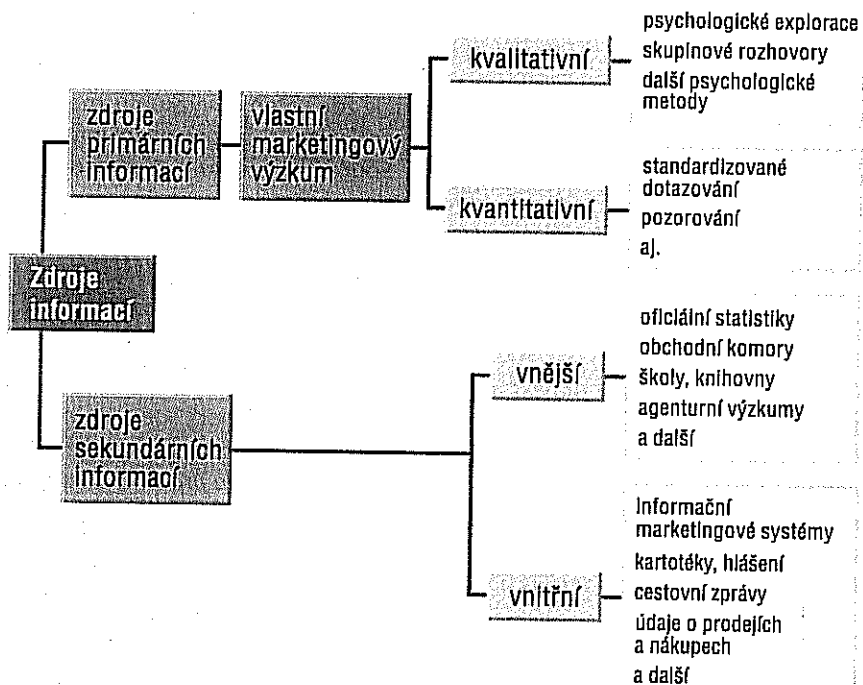 Zdroje
informací
zdroje
primárních
informací
vlastní
marketingový
výzkum
kvalitativní
psychologické explorace
skupinové rozhovory
další psychologické
metody
kvantitativní
standardizované
dotazování
pozorování
aj.
zdroje
sekundárních
informací
vnější
oficiální statistiky
obchodní komory
školy, knihovny
agenturní výzkumy
a další
vnitřní
informační
marketingové systémy
kartotéky, hlášení
cestovní zprávy
údaje o prodejích
a nákupech
a další